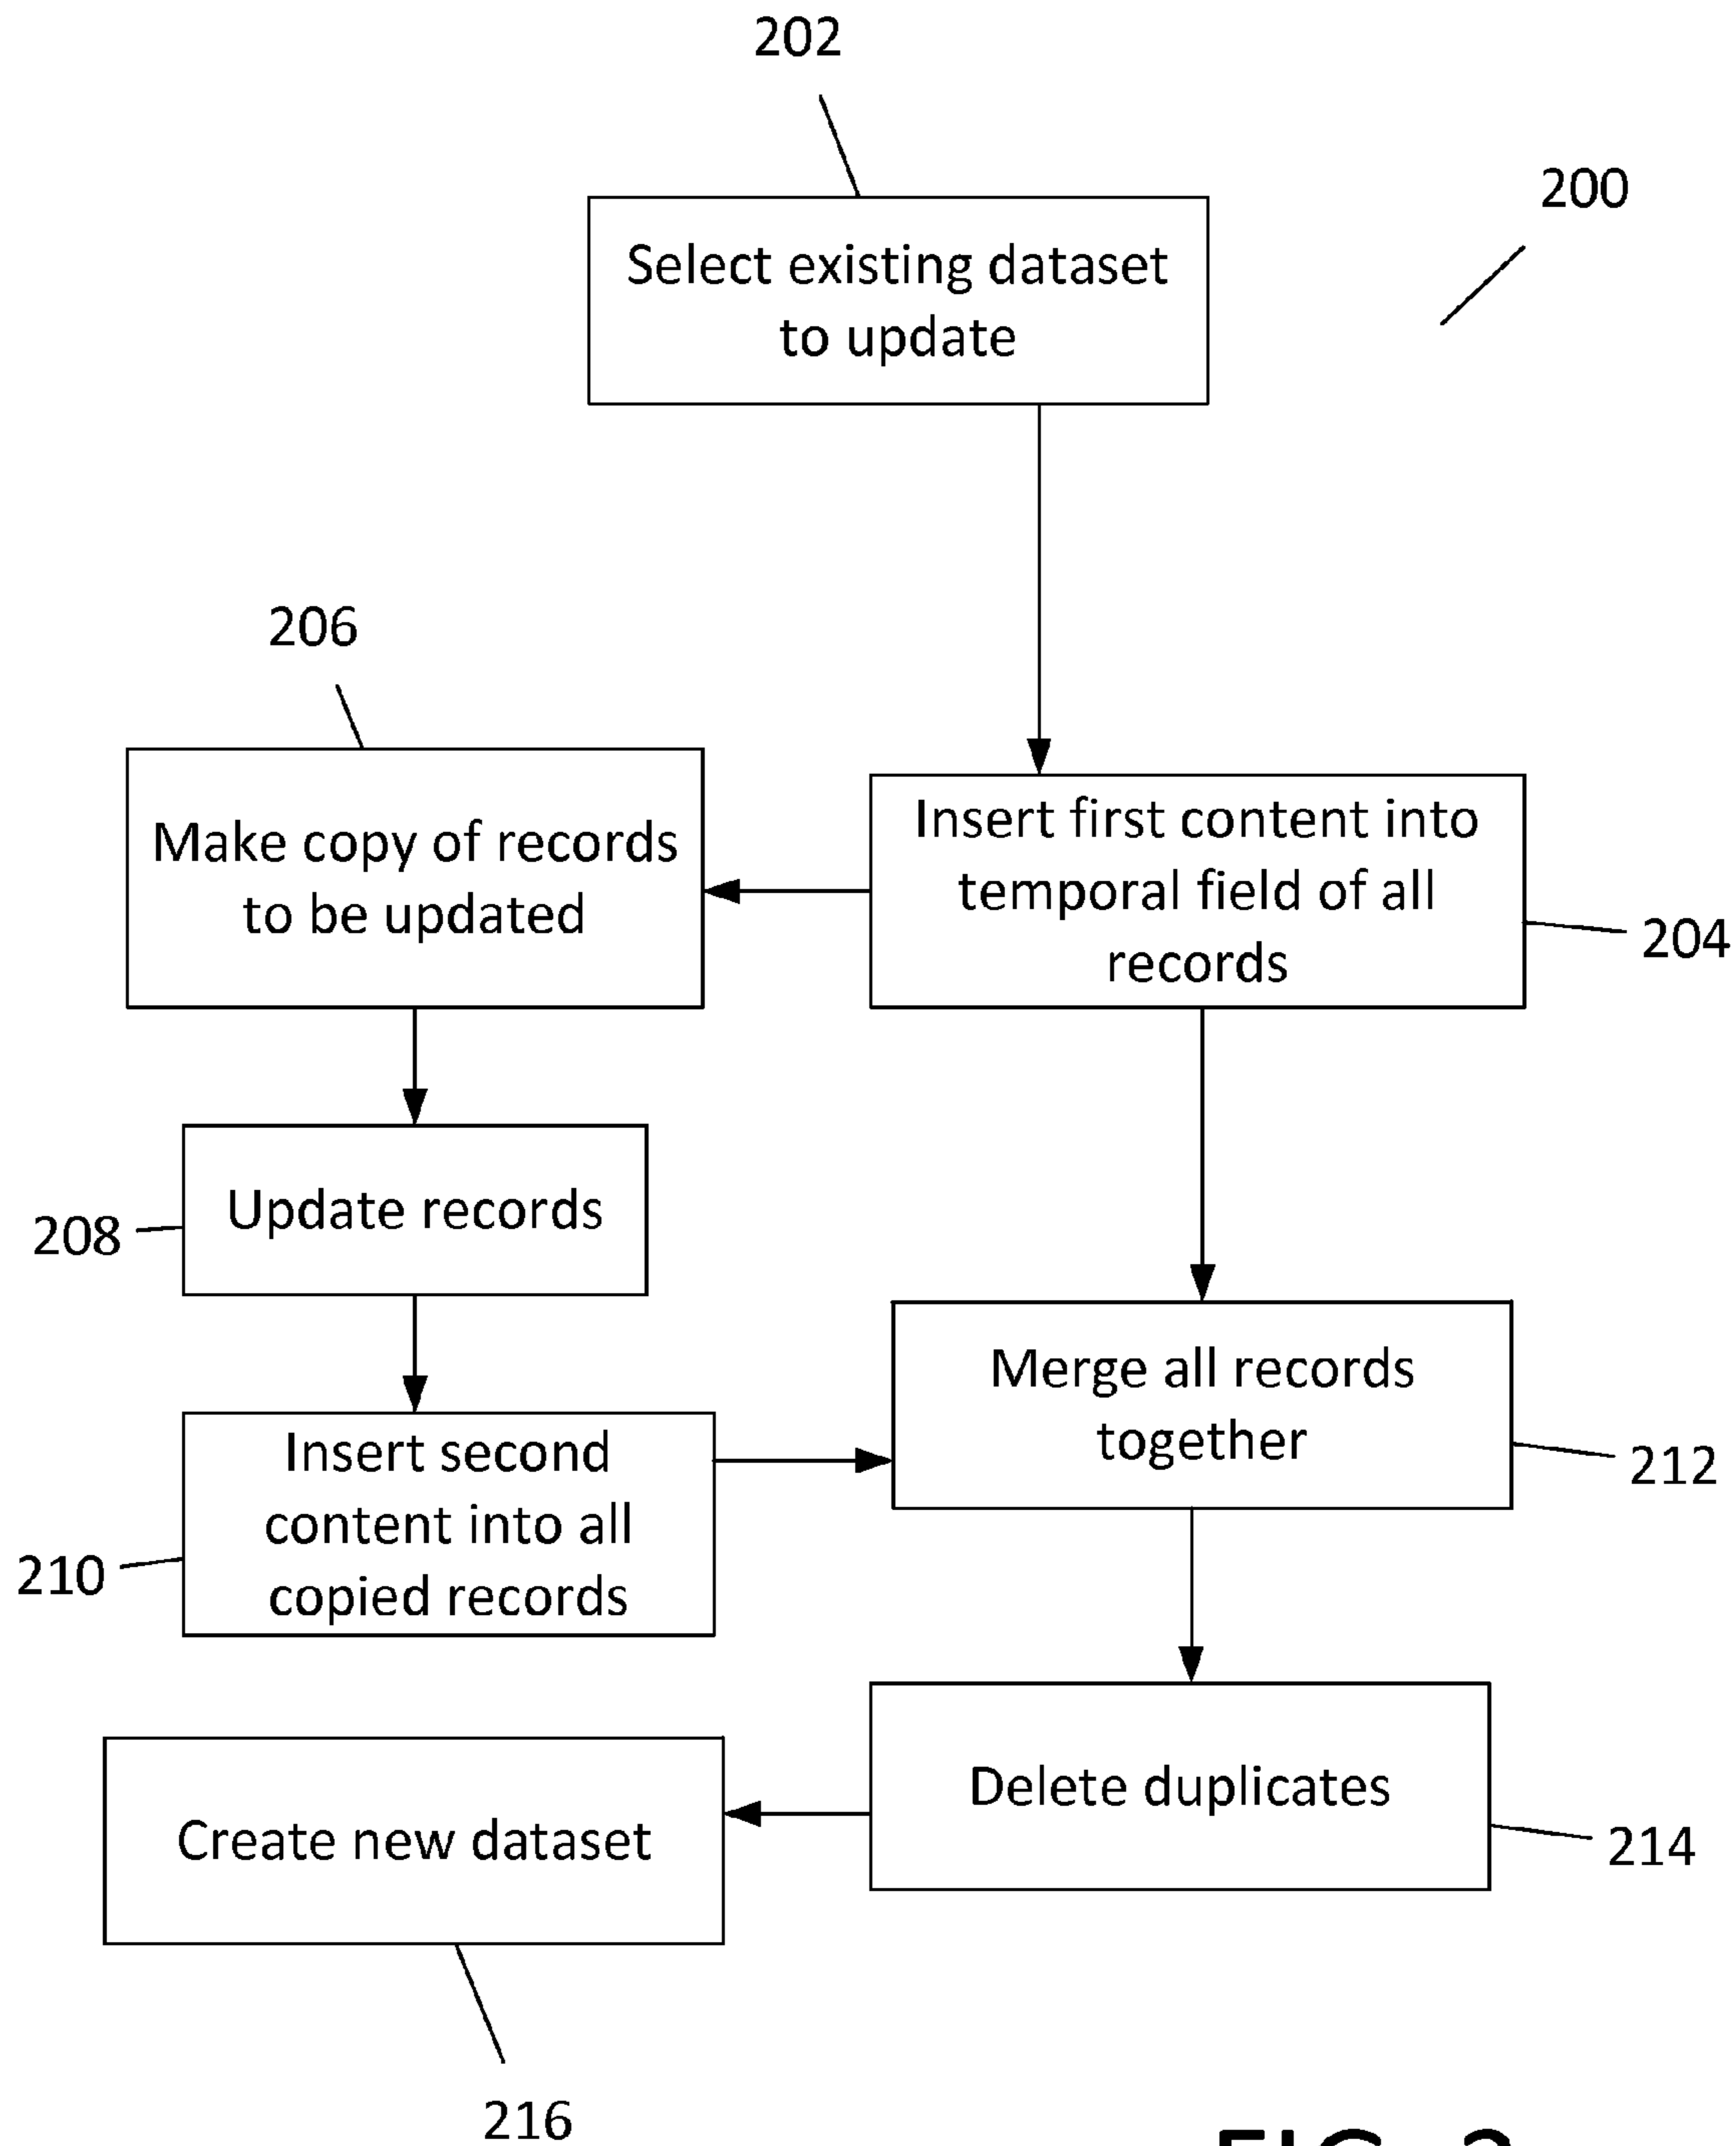 202
200
Select existing dataset
to update
206
Make copy of records
to be updated
Insert first content into
temporal field of all
records
204
Update records
208
Merge all records
together
212
Insert second
content into all
copied records
210
Delete duplicates
214
Create new dataset
216
FIG.